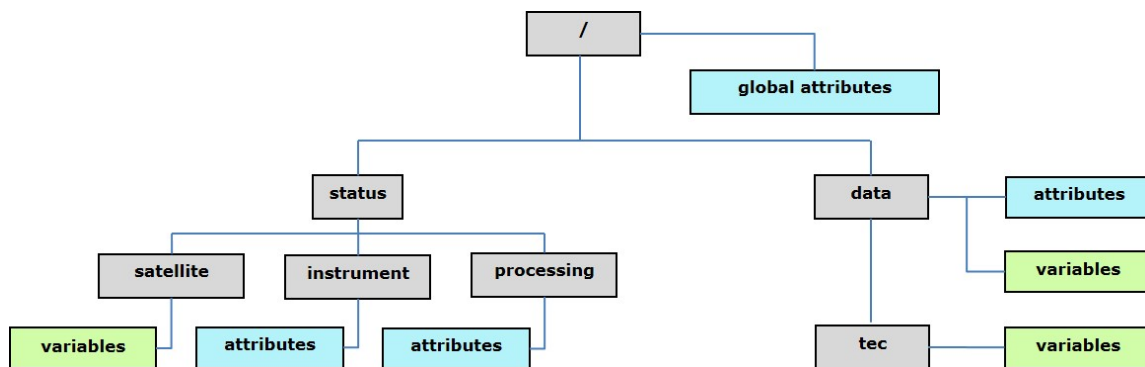 /
global attributes
status
data
attributes
satellite
instrument
processing
variables
variables
attributes
attributes
tec
variables